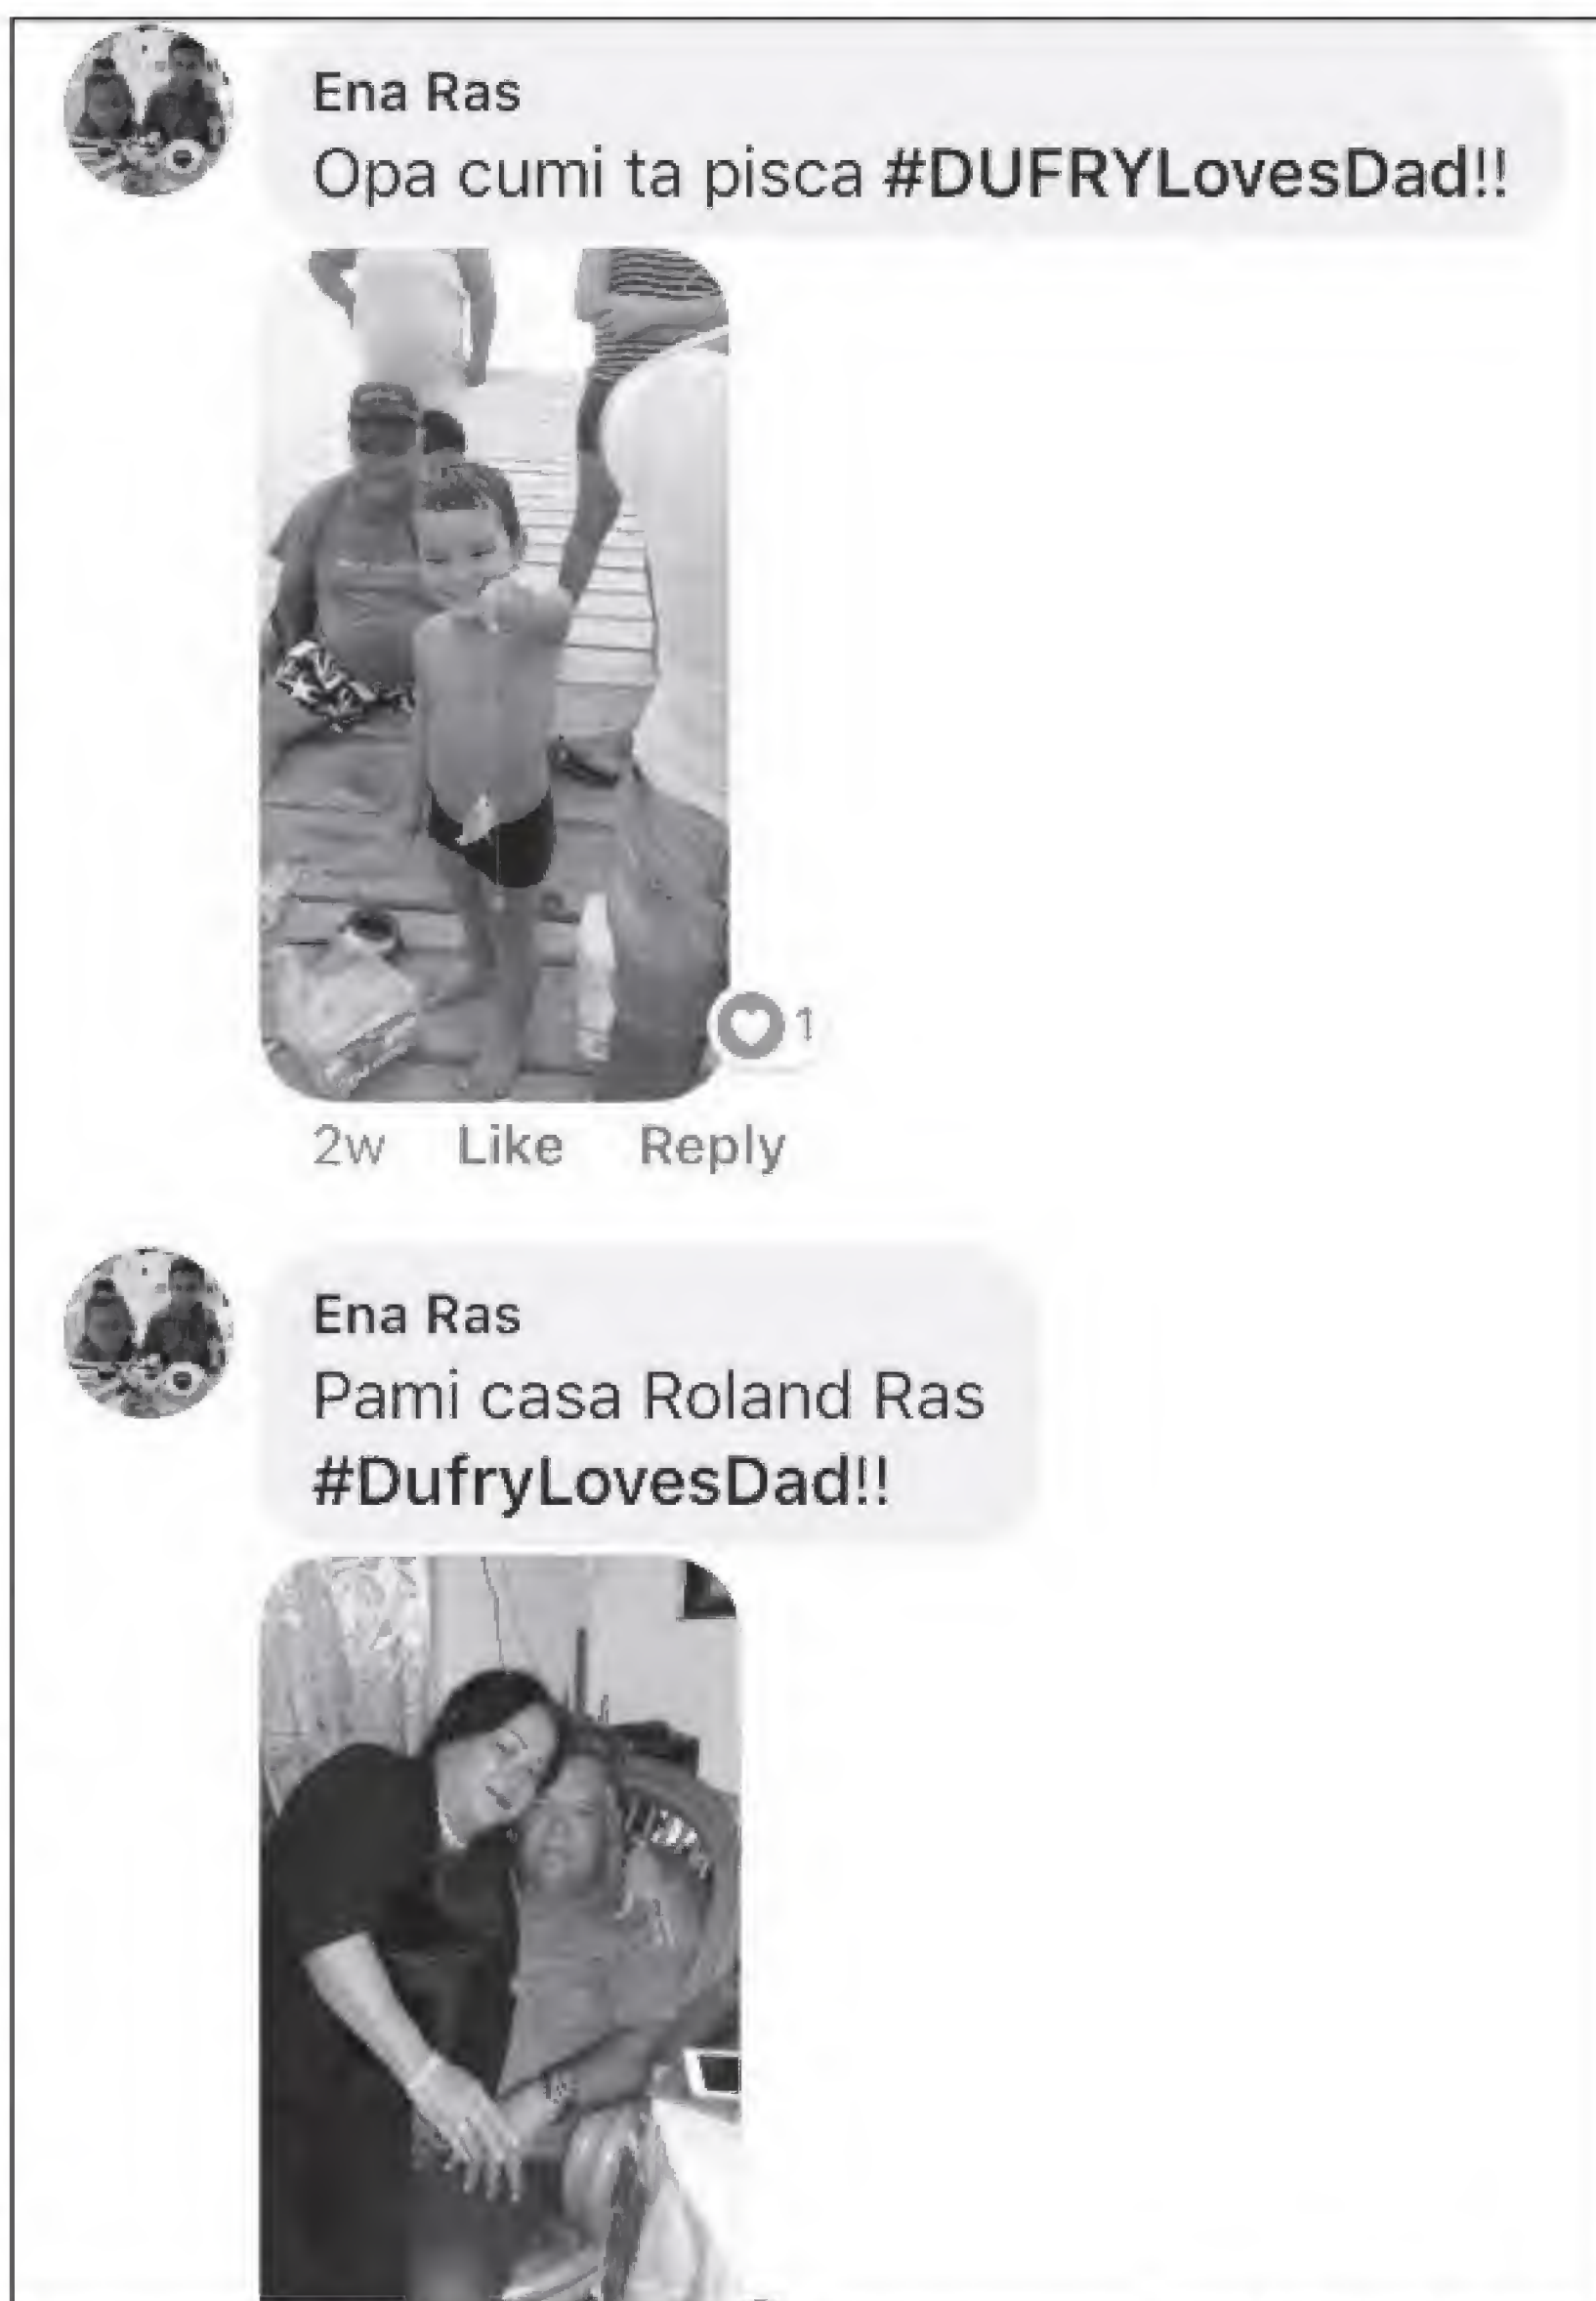 Ena Ras
Opa cumi ta pisca #DUFRYLovesDad!!
1
2w Like Reply
Ena Ras
Pami casa Roland Ras
#DufryLovesDad!!